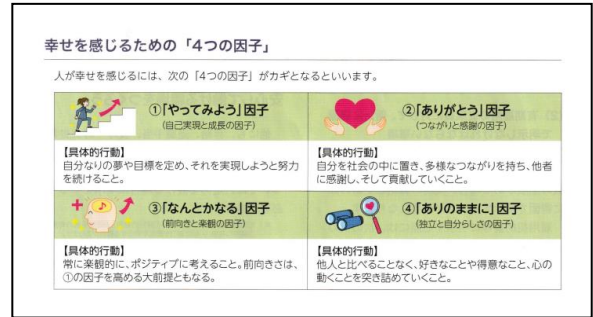 幸せを感じるための「4つの因子」
人が幸せを感じるには、次の「4つの因子」がカギとなるといいます。
①「やってみよう」因子
(自己実現と成長の因子)
【具体的行動】
自分なりの夢や目標を定め、それを実現しようと努力
を続けること。
②「ありがとう」因子
(つながりと感謝の因子)
【具体的行動】
自分を社会の中に置き、多様なつながりを持ち、他者
に感謝し、そして貢献していくこと。
③「なんとかなる」因子
(前向きと楽観の因子)
【具体的行動】
常に楽観的に、ポジティブに考えること。前向きさは、
①の因子を高める大前提ともなる。
④「ありのままに」因子
(独立と自分らしさの因子)
【具体的行動】
他人と比べることなく、好きなことや得意なこと、心の
動くことを突き詰めていくこと。